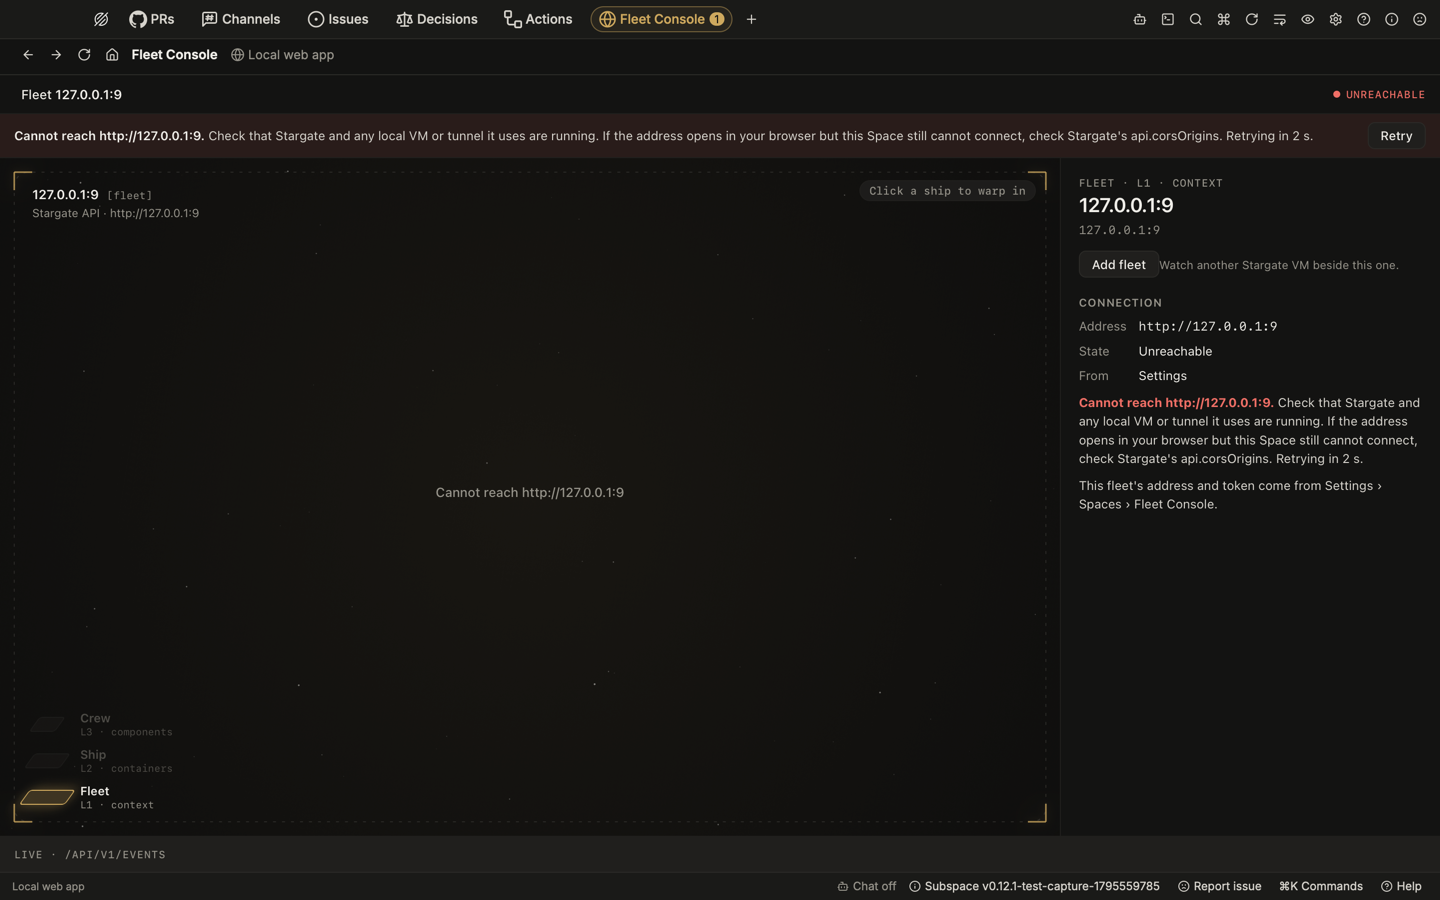 PRs Channels Issues Decisions Actions Fleet Console 1
Fleet Console Local web app
Fleet 127.0.0.1:9 UNREACHABLE
Cannot reach http://127.0.0.1:9. Check that Stargate and any local VM or tunnel it uses are running. If the address opens in your browser but this Space still cannot connect, check Stargate's api.corsOrigins. Retrying in 2 s. Retry
127.0.0.1:9 [fleet]
Stargate API · http://127.0.0.1:9
Click a ship to warp in
Cannot reach http://127.0.0.1:9
Crew
L3 · components
Ship
L2 · containers
Fleet
L1 · context
FLEET · L1 · CONTEXT
127.0.0.1:9
127.0.0.1:9
Add fleet Watch another Stargate VM beside this one.
CONNECTION
Address http://127.0.0.1:9
State Unreachable
From Settings
Cannot reach http://127.0.0.1:9. Check that Stargate and
any local VM or tunnel it uses are running. If the address
opens in your browser but this Space still cannot connect,
check Stargate's api.corsOrigins. Retrying in 2 s.
This fleet's address and token come from Settings ›
Spaces › Fleet Console.
LIVE · /API/V1/EVENTS
Local web app Chat off Subspace v0.12.1-test-capture-1795559785 Report issue ⌘K Commands Help